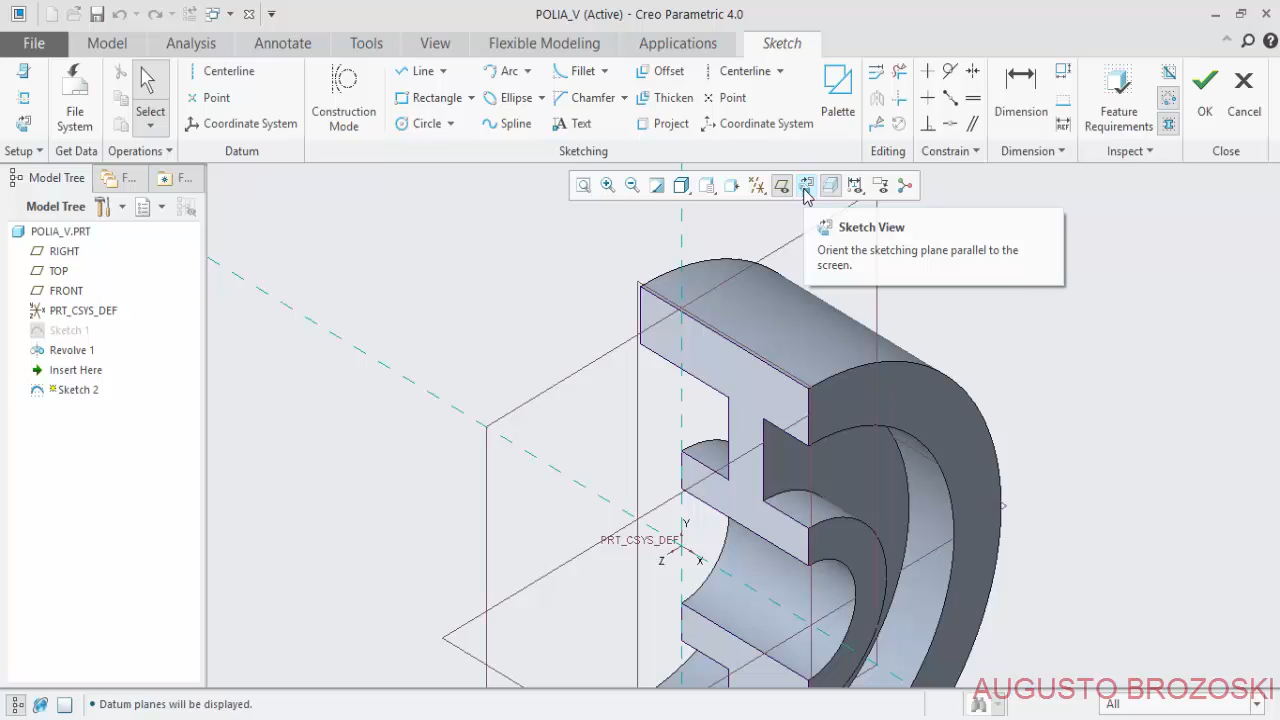 POLIA_V (Active) - Creo Parametric 4.0
File Model Analysis Annotate Tools View Flexible Modeling Applications Sketch
Centerline Line Arc Fillet Offset Centerline
Point Rectangle Ellipse Chamfer Thicken Point
Coordinate System Circle Spline Text Project Coordinate System
File System
Select
Construction Mode
Palette
Dimension
REF
Feature Requirements
OK Cancel
Setup Get Data Operations Datum Sketching Editing Constrain Dimension Inspect Close
Model Tree F... F...
Model Tree
POLIA_V.PRT
RIGHT
TOP
FRONT
PRT_CSYS_DEF
Sketch 1
Revolve 1
Insert Here
Sketch 2
Sketch View
Orient the sketching plane parallel to the
screen.
Y
PRT_CSYS_DEF
Z X
Datum planes will be displayed.
AUGUSTO BROZOSKI
All